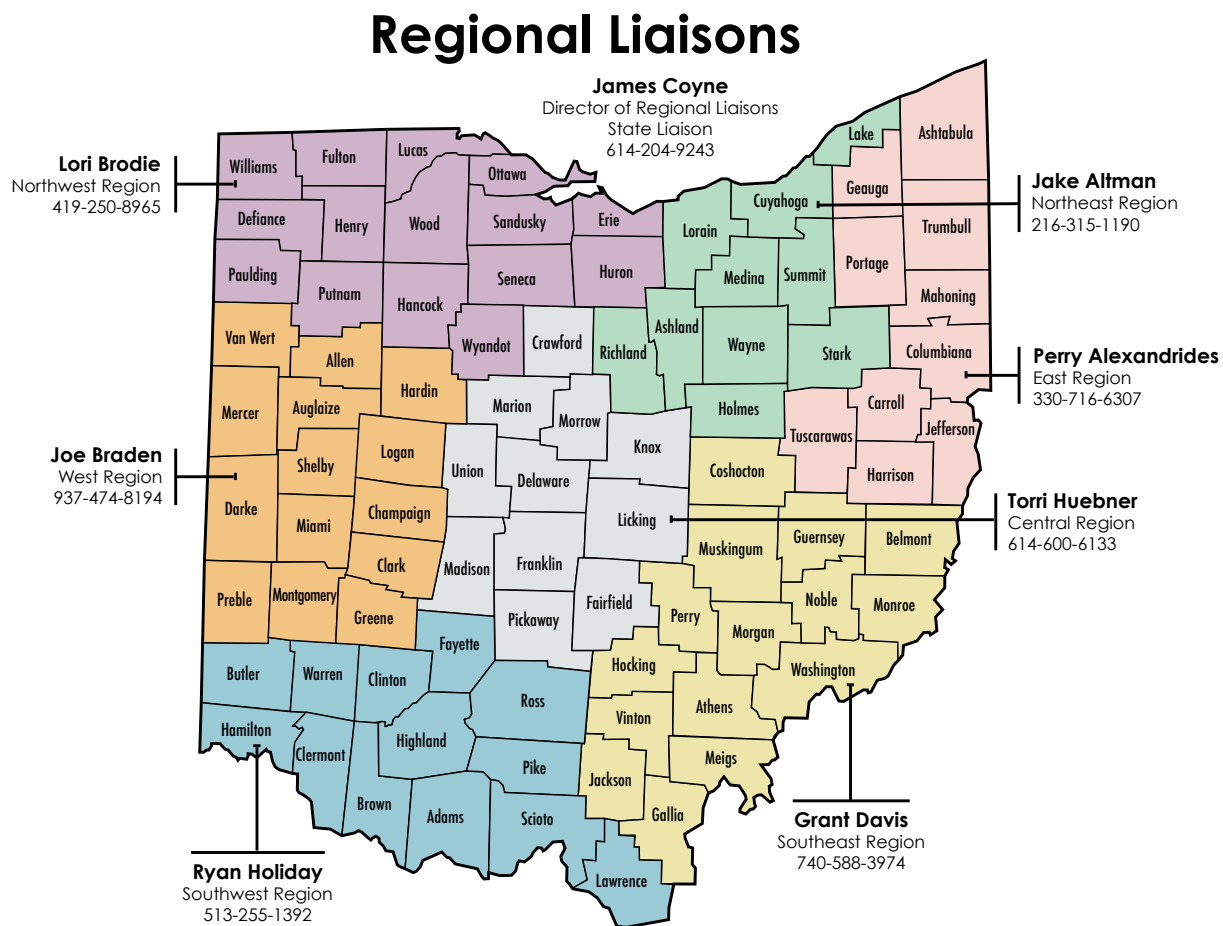 Regional Liaisons
James Coyne
Director of Regional Liaisons
State Liaison
614-204-9243
Lori Brodie
Northwest Region
419-250-8965
Jake Altman
Northeast Region
216-315-1190
Perry Alexandrides
East Region
330-716-6307
Joe Braden
West Region
937-474-8194
Torri Huebner
Central Region
614-600-6133
Grant Davis
Southeast Region
740-588-3974
Ryan Holiday
Southwest Region
513-255-1392
Williams
Fulton
Lucas
Ottawa
Defiance
Henry
Wood
Sandusky
Erie
Paulding
Putnam
Hancock
Seneca
Huron
Wyandot
Lake
Ashtabula
Geauga
Cuyahoga
Trumbull
Lorain
Medina
Summit
Portage
Mahoning
Ashland
Wayne
Stark
Columbiana
Richland
Crawford
Holmes
Carroll
Tuscarawas
Jefferson
Harrison
Van Wert
Allen
Hardin
Mercer
Auglaize
Marion
Morrow
Knox
Logan
Shelby
Union
Delaware
Coshocton
Darke
Miami
Champaign
Licking
Muskingum
Guernsey
Belmont
Clark
Madison
Franklin
Preble
Montgomery
Greene
Pickaway
Fairfield
Perry
Noble
Monroe
Morgan
Fayette
Hocking
Washington
Butler
Warren
Clinton
Ross
Athens
Vinton
Hamilton
Clermont
Highland
Pike
Jackson
Meigs
Brown
Adams
Scioto
Gallia
Lawrence